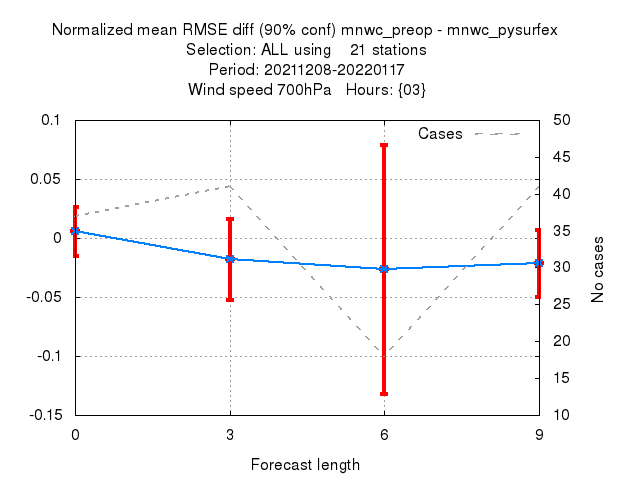 Normalized mean RMSE diff (90% conf) mnwc_preop - mnwc_pysurfex
Selection: ALL using    21 stations
Period: 20211208-20220117
Wind speed 700hPa   Hours: {03}
Cases
0.1
0.05
0
-0.05
-0.1
-0.15
50
45
40
35
30
25
20
15
10
No cases
0 3 6 9
Forecast length